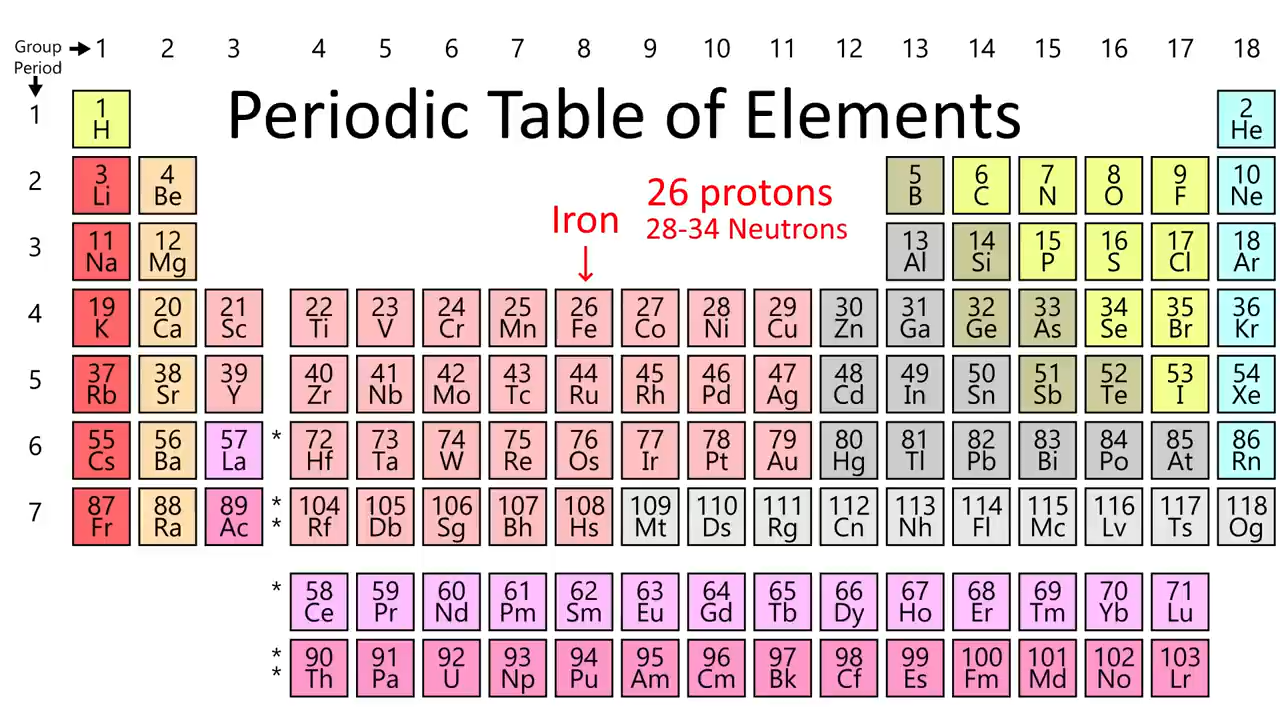 Group → 1 2 3 4 5 6 7 8 9 10 11 12 13 14 15 16 17 18
Period
Periodic Table of Elements
1 1 2
H He
2 3 4 5 6 7 8 9 10
Li Be B C N O F Ne
26 protons
Iron
28-34 Neutrons
3 11 12 13 14 15 16 17 18
Na Mg Al Si P S Cl Ar
4 19 20 21 22 23 24 25 26 27 28 29 30 31 32 33 34 35 36
K Ca Sc Ti V Cr Mn Fe Co Ni Cu Zn Ga Ge As Se Br Kr
5 37 38 39 40 41 42 43 44 45 46 47 48 49 50 51 52 53 54
Rb Sr Y Zr Nb Mo Tc Ru Rh Pd Ag Cd In Sn Sb Te I Xe
6 55 56 57 * 72 73 74 75 76 77 78 79 80 81 82 83 84 85 86
Cs Ba La Hf Ta W Re Os Ir Pt Au Hg Tl Pb Bi Po At Rn
7 87 88 89 * 104 105 106 107 108 109 110 111 112 113 114 115 116 117 118
Fr Ra Ac * Rf Db Sg Bh Hs Mt Ds Rg Cn Nh Fl Mc Lv Ts Og
* 58 59 60 61 62 63 64 65 66 67 68 69 70 71
Ce Pr Nd Pm Sm Eu Gd Tb Dy Ho Er Tm Yb Lu
* 90 91 92 93 94 95 96 97 98 99 100 101 102 103
* Th Pa U Np Pu Am Cm Bk Cf Es Fm Md No Lr